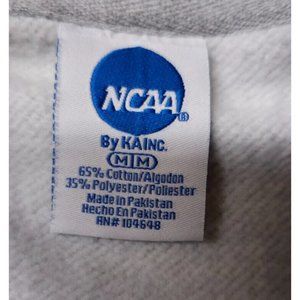 NCAA®
By KA INC.
M M
65% Cotton/Algodon
35% Polyester/Poliester
Made in Pakistan
Hecho En Pakistan
RN# 104648